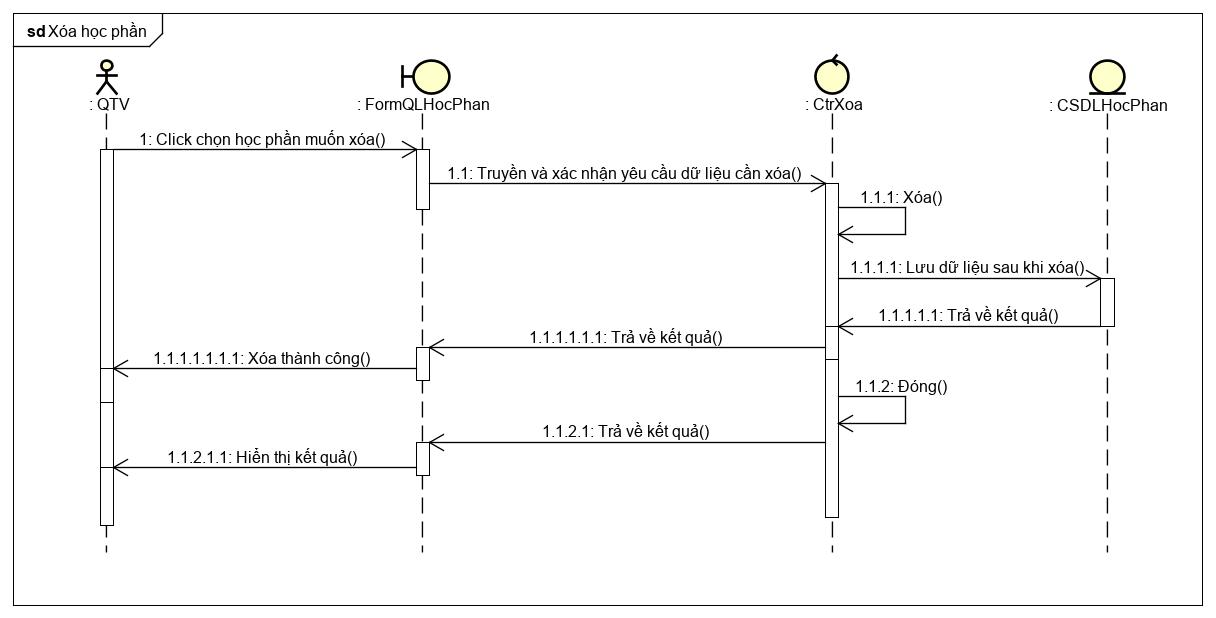 sd Xóa học phần
: QTV
: FormQLHocPhan
: CtrXoa
: CSDLHocPhan
1: Click chọn học phần muốn xóa()
1.1: Truyền và xác nhận yêu cầu dữ liệu cần xóa()
1.1.1: Xóa()
1.1.1.1: Lưu dữ liệu sau khi xóa()
1.1.1.1.1: Trả về kết quả()
1.1.1.1.1.1: Trả về kết quả()
1.1.1.1.1.1.1: Xóa thành công()
1.1.2: Đóng()
1.1.2.1: Trả về kết quả()
1.1.2.1.1: Hiển thị kết quả()